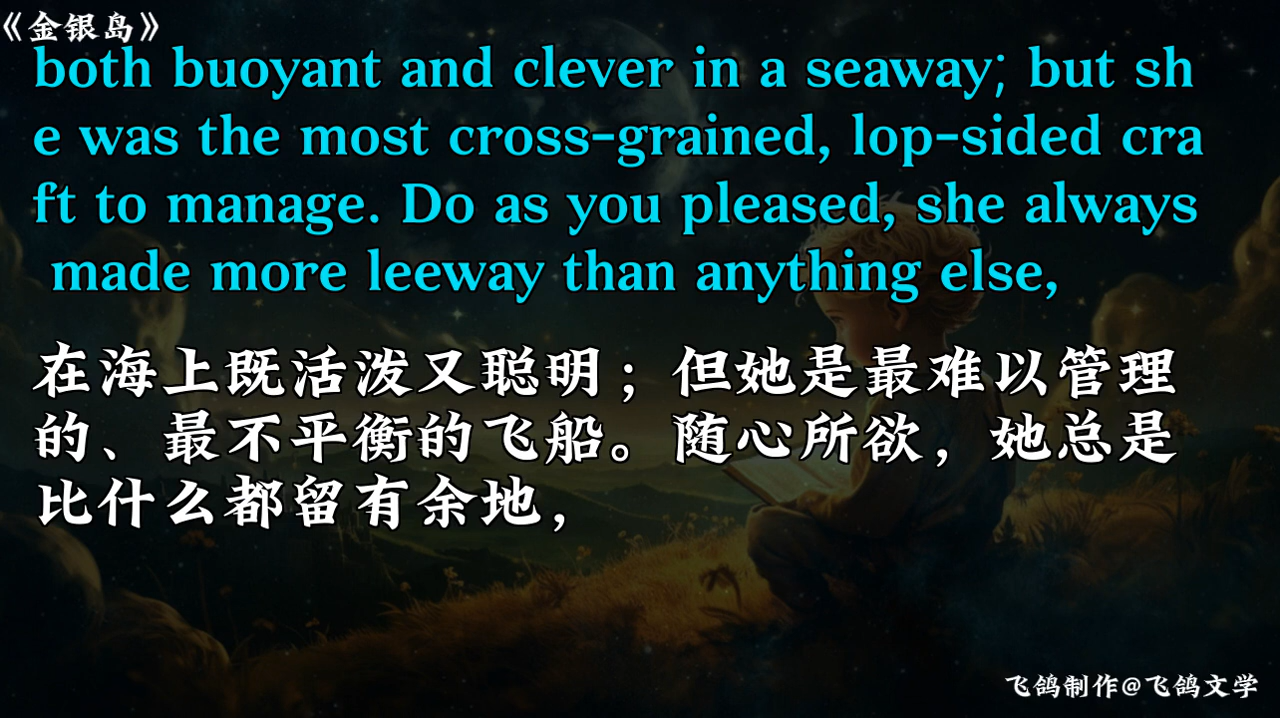 《金银岛》
both buoyant and clever in a seaway; but sh
e was the most cross-grained, lop-sided cra
ft to manage. Do as you pleased, she always
made more leeway than anything else,
在海上既活泼又聪明；但她是最难以管理
的、最不平衡的飞船。随心所欲，她总是
比什么都留有余地，
飞鸽制作@飞鸽文学